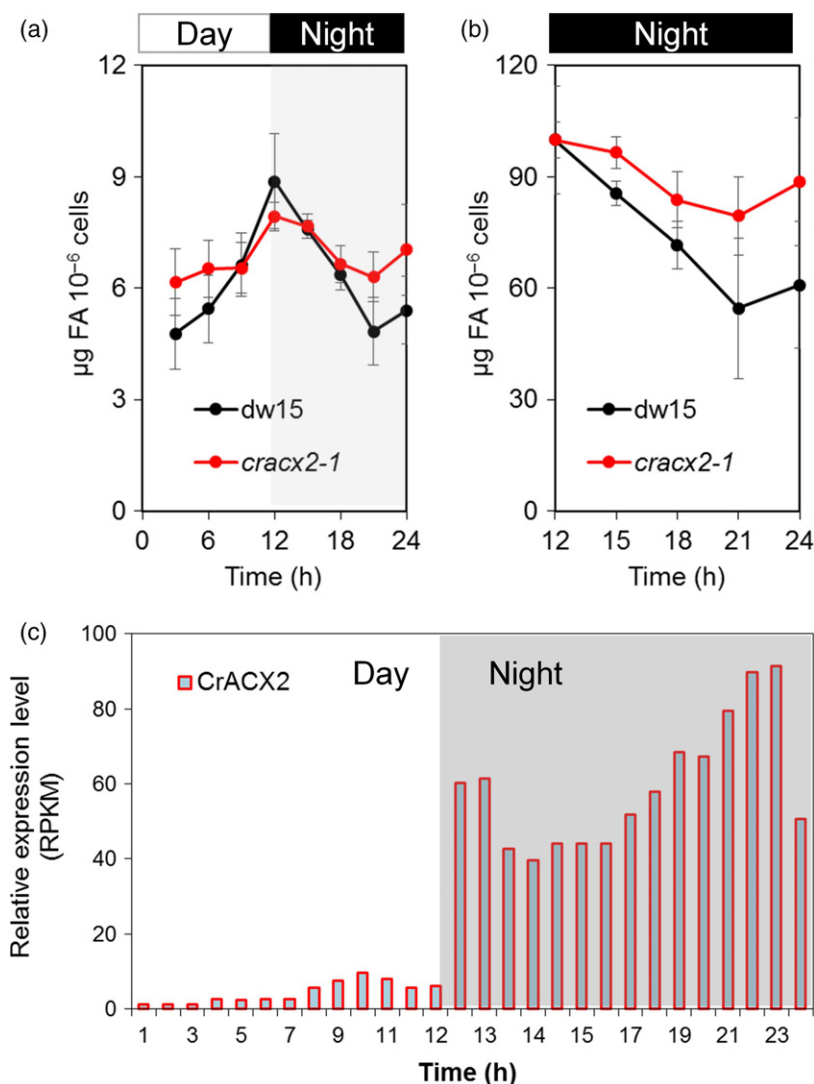 (a)
Day Night
12
9
6
3
0
µg FA 10⁻⁶ cells
dw15
cracx2-1
0 6 12 18 24
Time (h)
(b)
Night
120
90
60
30
0
µg FA 10⁻⁶ cells
dw15
cracx2-1
12 15 18 21 24
Time (h)
(c)
100
80
60
40
20
0
Relative expression level
(RPKM)
CrACX2
Day Night
1 3 5 7 9 11 12 13 14 15 17 19 21 23
Time (h)